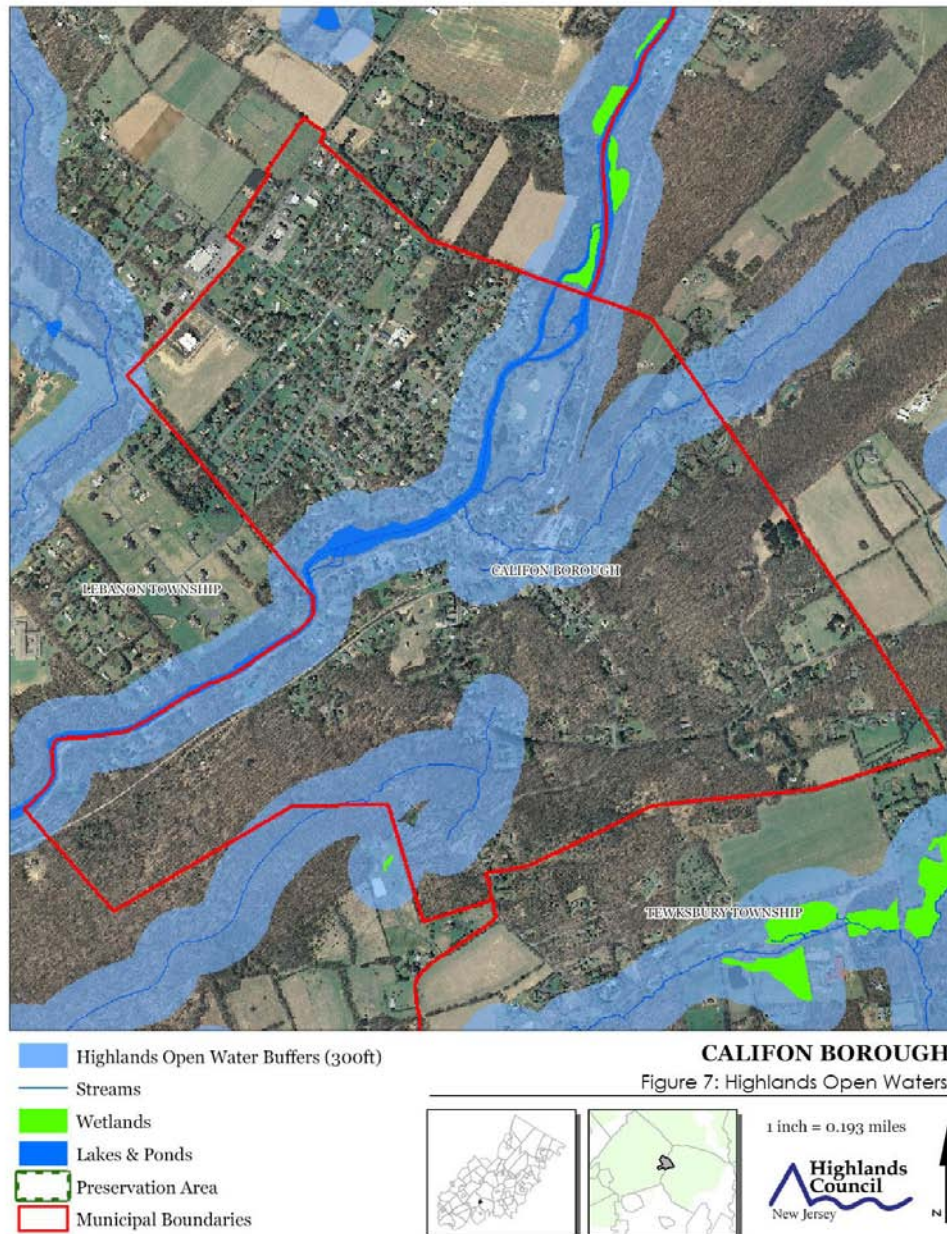 LEBANON TOWNSHIP
CALIFON BOROUGH
TEWKSBURY TOWNSHIP
Highlands Open Water Buffers (300ft)
Streams
Wetlands
Lakes & Ponds
Preservation Area
Municipal Boundaries
CALIFON BOROUGH
Figure 7: Highlands Open Waters
1 inch = 0.193 miles
Highlands
Council
New Jersey
N